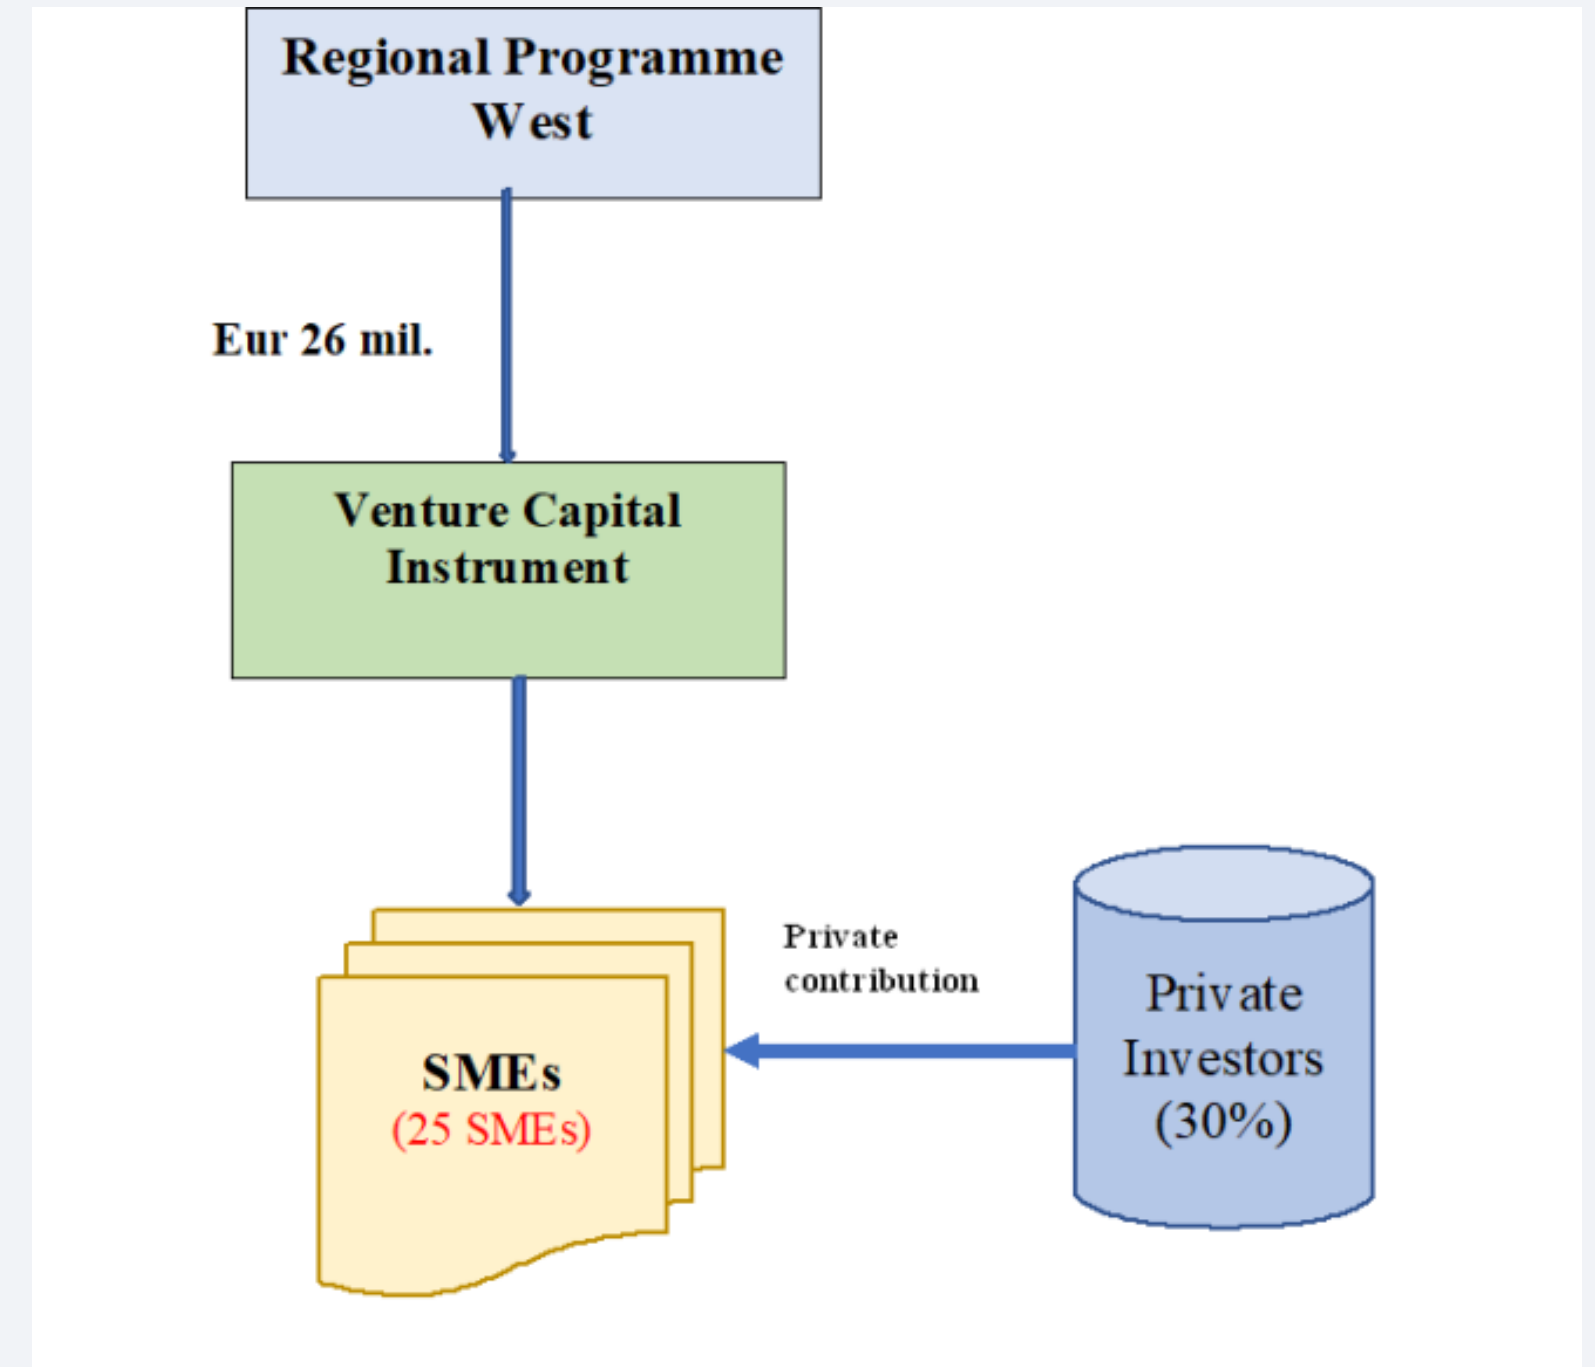 Regional Programme
West
Eur 26 mil.
Venture Capital
Instrument
Private
contribution
Private
Investors
(30%)
SMEs
(25 SMEs)